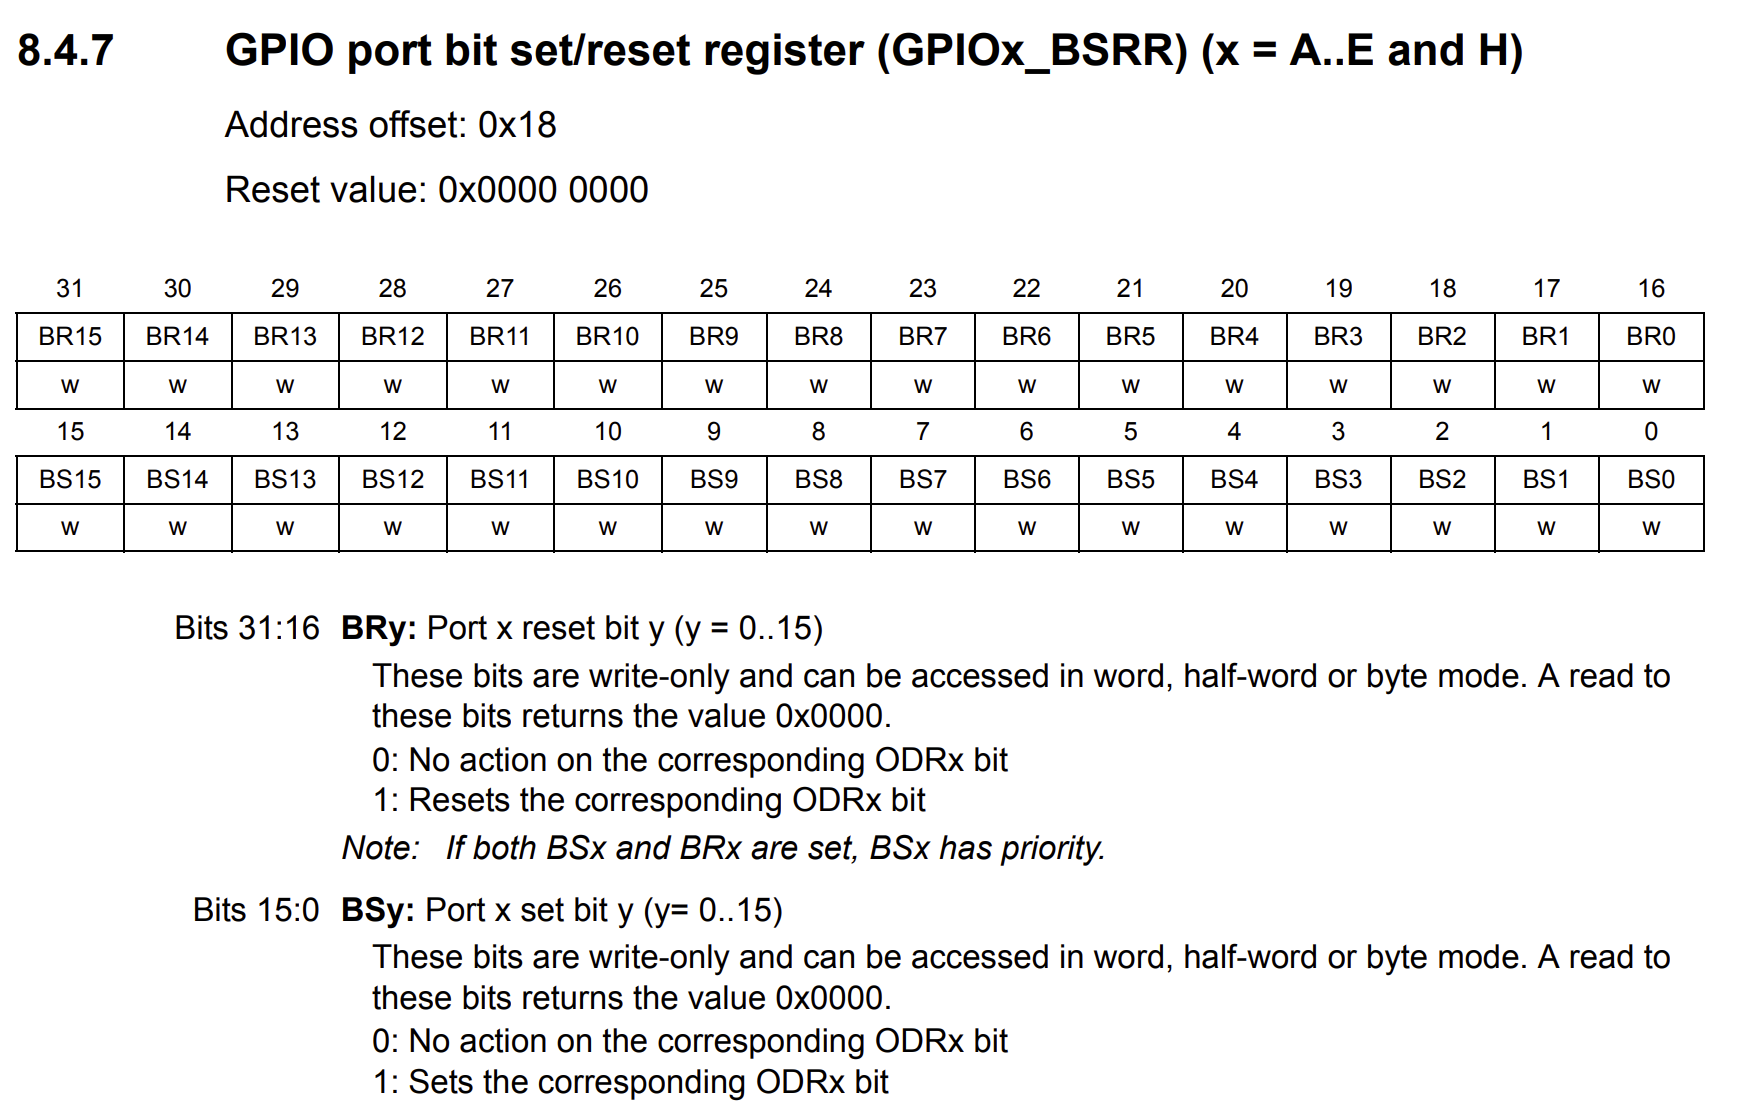 8.4.7 GPIO port bit set/reset register (GPIOx_BSRR) (x = A..E and H)
Address offset: 0x18
Reset value: 0x0000 0000
31 30 29 28 27 26 25 24 23 22 21 20 19 18 17 16
BR15 BR14 BR13 BR12 BR11 BR10 BR9 BR8 BR7 BR6 BR5 BR4 BR3 BR2 BR1 BR0
w w w w w w w w w w w w w w w w
15 14 13 12 11 10 9 8 7 6 5 4 3 2 1 0
BS15 BS14 BS13 BS12 BS11 BS10 BS9 BS8 BS7 BS6 BS5 BS4 BS3 BS2 BS1 BS0
w w w w w w w w w w w w w w w w
Bits 31:16 BRy: Port x reset bit y (y = 0..15)
These bits are write-only and can be accessed in word, half-word or byte mode. A read to
these bits returns the value 0x0000.
0: No action on the corresponding ODRx bit
1: Resets the corresponding ODRx bit
Note: If both BSx and BRx are set, BSx has priority.
Bits 15:0 BSy: Port x set bit y (y= 0..15)
These bits are write-only and can be accessed in word, half-word or byte mode. A read to
these bits returns the value 0x0000.
0: No action on the corresponding ODRx bit
1: Sets the corresponding ODRx bit